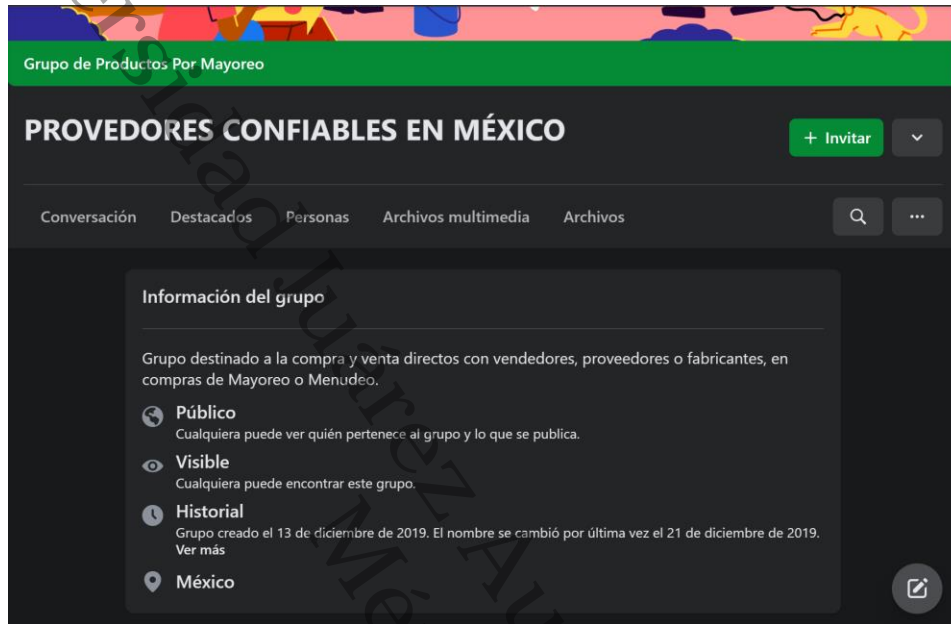 Grupo de Productos Por Mayoreo
PROVEDORES CONFIABLES EN MÉXICO
+ Invitar
Conversación Destacados Personas Archivos multimedia Archivos
Información del grupo
Grupo destinado a la compra y venta directos con vendedores, proveedores o fabricantes, en
compras de Mayoreo o Menudeo.
Público
Cualquiera puede ver quién pertenece al grupo y lo que se publica.
Visible
Cualquiera puede encontrar este grupo.
Historial
Grupo creado el 13 de diciembre de 2019. El nombre se cambió por última vez el 21 de diciembre de 2019.
Ver más
México
Juárez